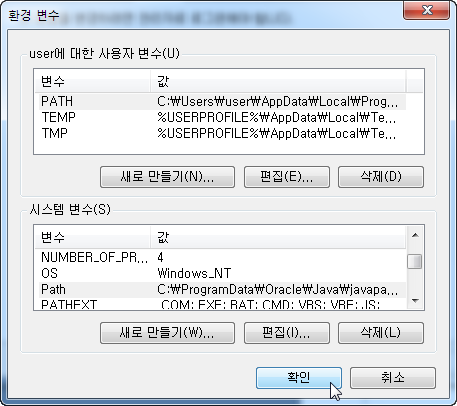 환경 변수
user에 대한 사용자 변수(U)
변수 값
PATH C:₩Users₩user₩AppData₩Local₩Prog...
TEMP %USERPROFILE%₩AppData₩Local₩Te...
TMP %USERPROFILE%₩AppData₩Local₩Te...
새로 만들기(N)... 편집(E)... 삭제(D)
시스템 변수(S)
변수 값
NUMBER_OF_PR... 4
OS Windows_NT
Path C:₩ProgramData₩Oracle₩Java₩javapa...
PATHEXT .COM;.EXE;.BAT;.CMD;.VBS;.VBE;.JS;
새로 만들기(W)... 편집(I)... 삭제(L)
확인 취소